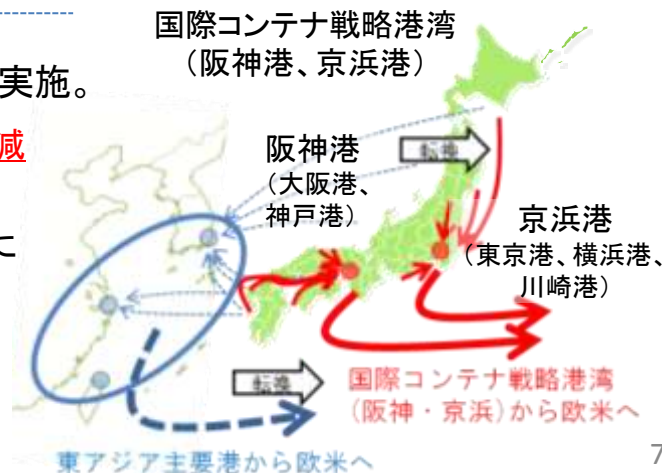 国際コンテナ戦略港湾
（阪神港、京浜港）
実施。
減
に
阪神港
（大阪港、
神戸港）
転換
京浜港
（東京港、横浜港、
川崎港）
転換
国際コンテナ戦略港湾
（阪神・京浜）から欧米へ
東アジア主要港から欧米へ
7